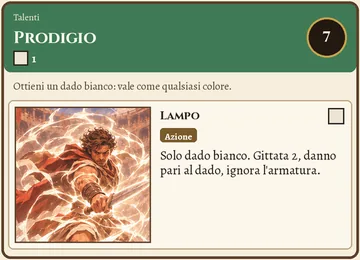 Talenti
Prodigio
7
1
Ottieni un dado bianco: vale come qualsiasi colore.
Lampo
Azione
Solo dado bianco. Gittata 2, danno
pari al dado, ignora l'armatura.